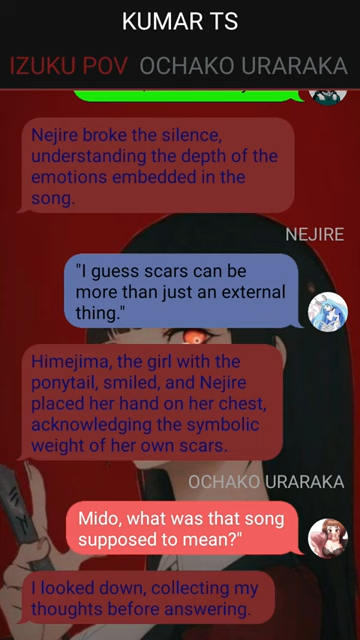 KUMAR TS
IZUKU POV OCHAKO URARAKA
Nejire broke the silence,
understanding the depth of the
emotions embedded in the
song.
NEJIRE
"I guess scars can be
more than just an external
thing."
Himejima, the girl with the
ponytail, smiled, and Nejire
placed her hand on her chest,
acknowledging the symbolic
weight of her own scars.
OCHAKO URARAKA
Mido, what was that song
supposed to mean?"
I looked down, collecting my
thoughts before answering.